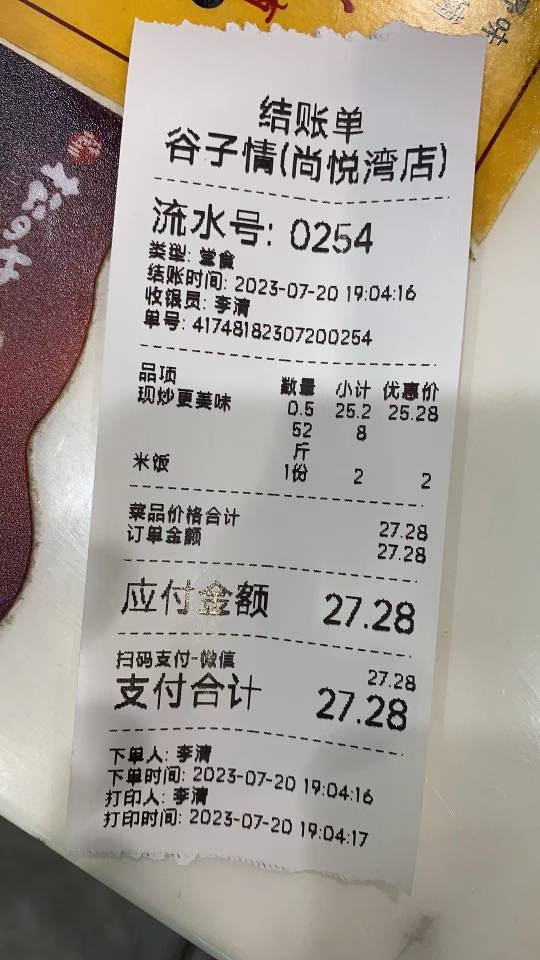 结账单
谷子情(尚悦湾店)
流水号: 0254
类型: 堂食
结账时间: 2023-07-20 19:04:16
收银员: 李清
单号: 41748182307200254
品项 数量 小计 优惠价
现炒更美味 0.5 25.2 25.28
52 8
斤
米饭 1份 2 2
菜品价格合计 27.28
订单金额 27.28
应付金额 27.28
扫码支付-微信 27.28
支付合计 27.28
下单人: 李清
下单时间: 2023-07-20 19:04:16
打印人: 李清
打印时间: 2023-07-20 19:04:17